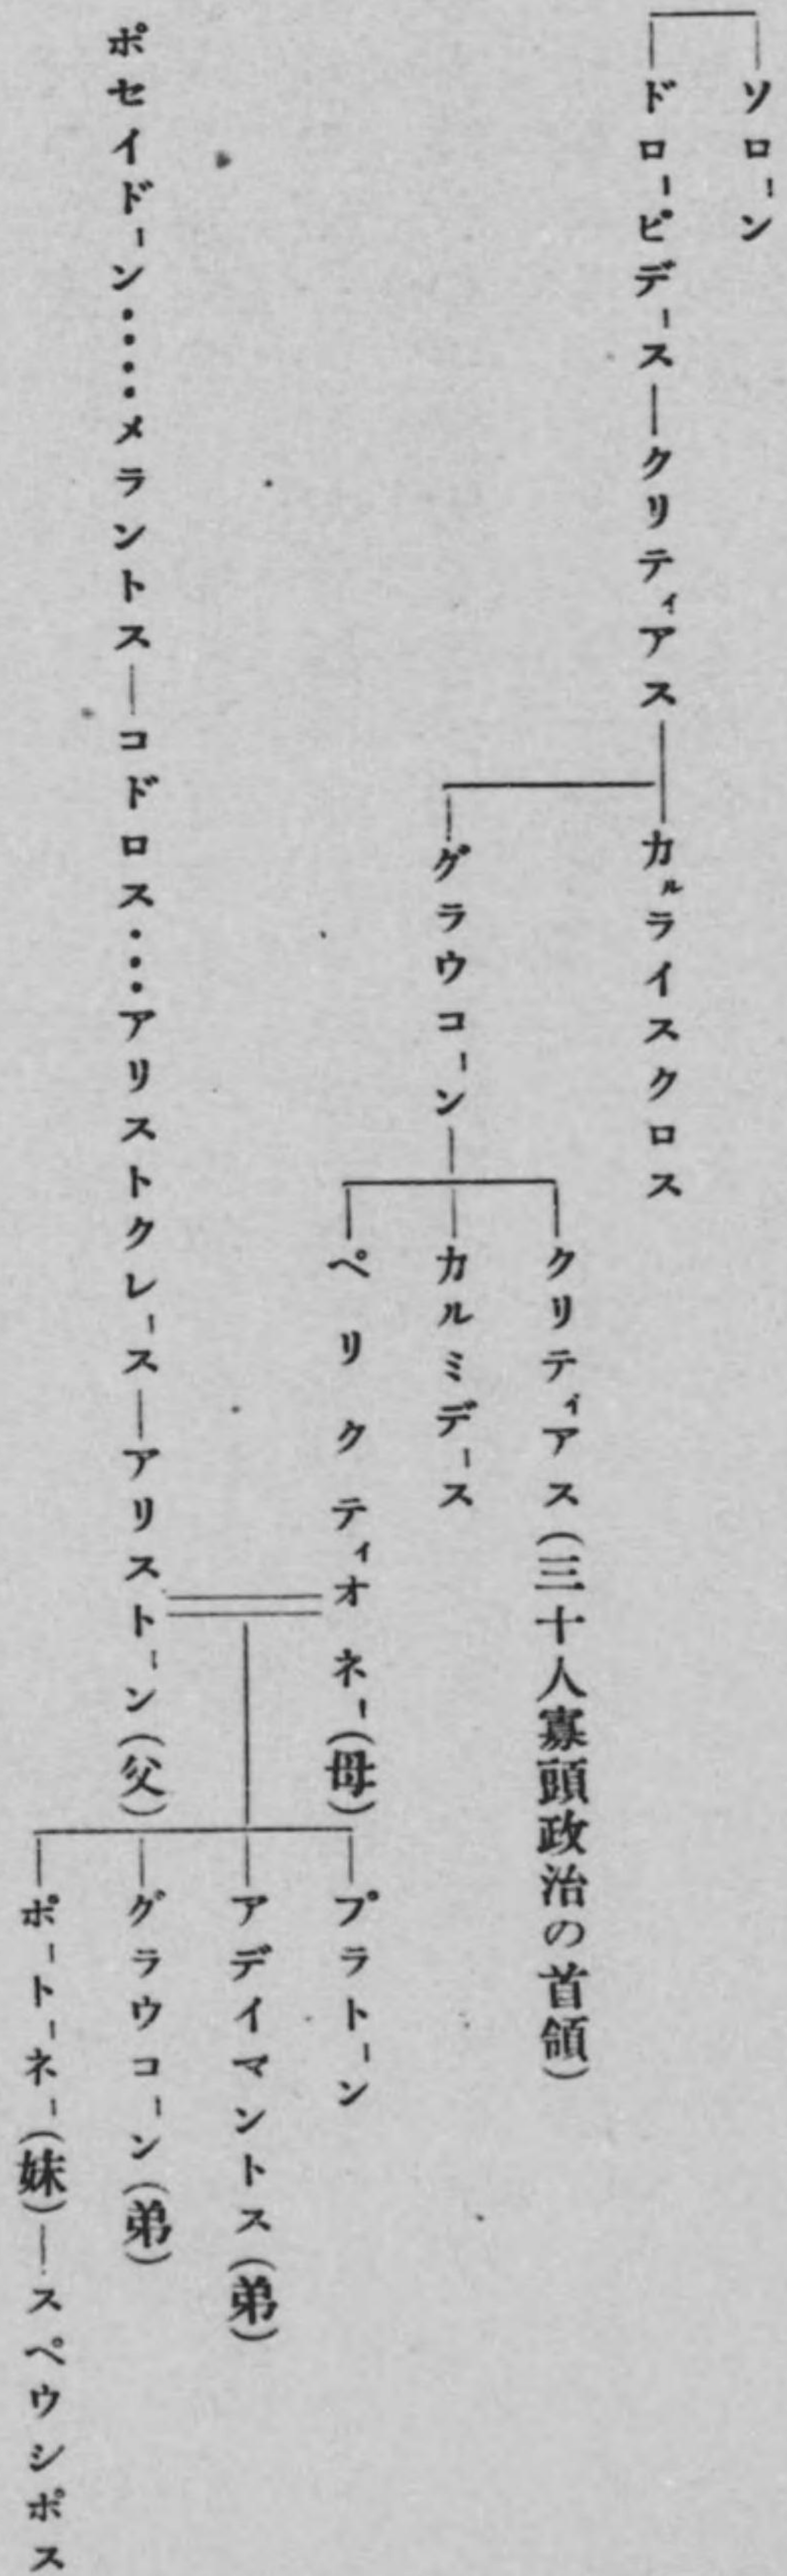 ソローン
ドローピデース―クリティアス
カルライスクロス
グラウコーン
クリティアス(三十人寡頭政治の首領)
カルミデース
ペリクティオネー(母)
ポセイドーン‥‥メラントス―コドロス…アリストクレース―アリストーン(父)
プラトーン
アデイマントス(弟)
グラウコーン(弟)
ポートーネー(妹)―スペウシポス